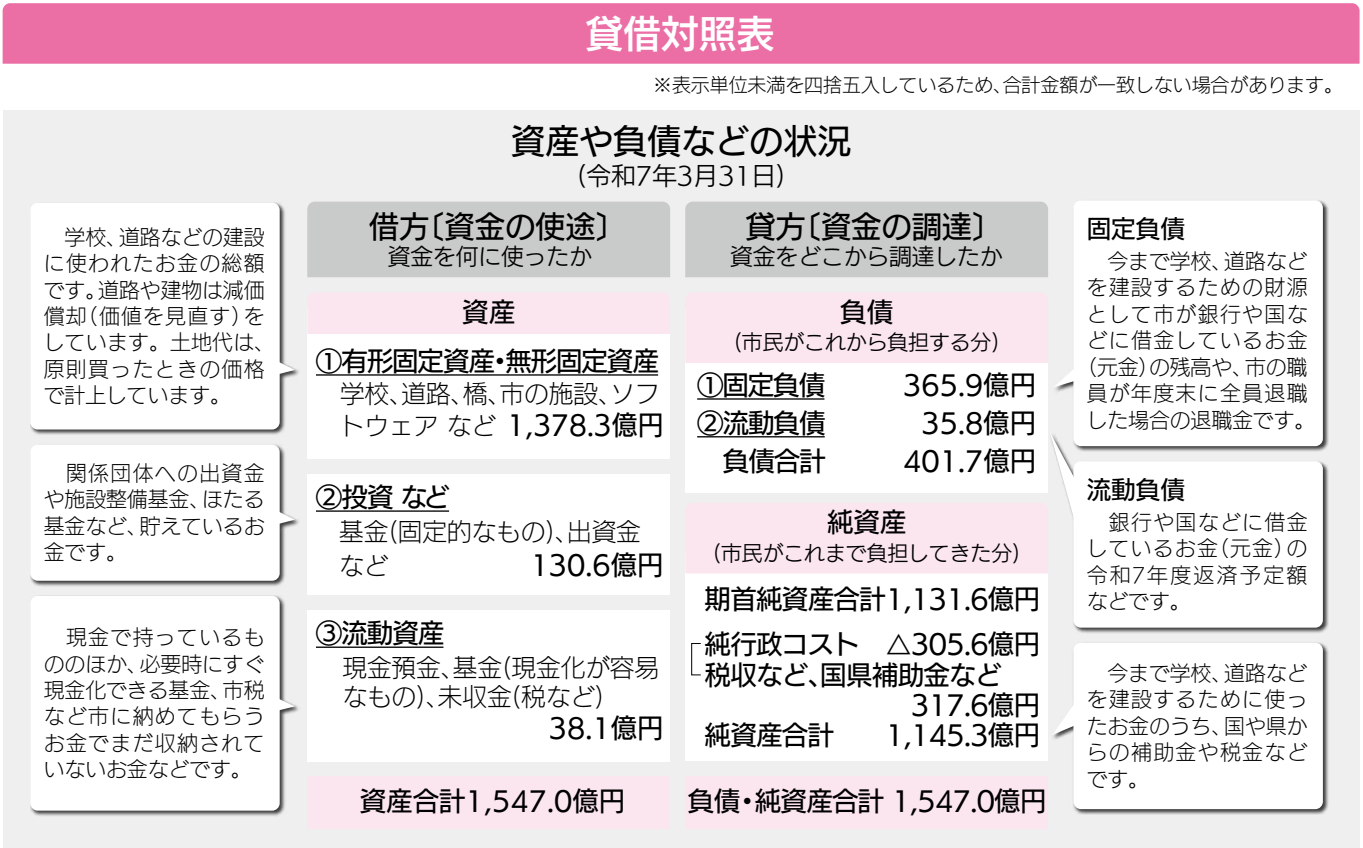 貸借対照表
※表示単位未満を四捨五入しているため、合計金額が一致しない場合があります。
資産や負債などの状況
(令和7年3月31日)
学校、道路などの建設
に使われたお金の総額
です。道路や建物は減価
償却(価値を見直す)を
しています。土地代は、
原則買ったときの価格
で計上しています。
関係団体への出資金
や施設整備基金、ほたる
基金など、貯えているお
金です。
現金で持っているも
ののほか、必要時にすぐ
現金化できる基金、市税
など市に納めてもらう
お金でまだ収納されて
いないお金などです。
借方〔資金の使途〕
資金を何に使ったか
資産
①有形固定資産・無形固定資産
学校、道路、橋、市の施設、ソフ
トウェア など 1,378.3億円
②投資 など
基金(固定的なもの)、出資金
など 130.6億円
③流動資産
現金預金、基金(現金化が容易
なもの)、未収金(税など)
38.1億円
資産合計1,547.0億円
貸方〔資金の調達〕
資金をどこから調達したか
負債
(市民がこれから負担する分)
①固定負債 365.9億円
②流動負債 35.8億円
負債合計 401.7億円
純資産
(市民がこれまで負担してきた分)
期首純資産合計1,131.6億円
純行政コスト △305.6億円
税収など、国県補助金など
317.6億円
純資産合計 1,145.3億円
負債・純資産合計 1,547.0億円
固定負債
今まで学校、道路など
を建設するための財源
として市が銀行や国な
どに借金しているお金
(元金)の残高や、市の職
員が年度末に全員退職
した場合の退職金です。
流動負債
銀行や国などに借金
しているお金(元金)の
令和7年度返済予定額
などです。
今まで学校、道路など
を建設するために使っ
たお金のうち、国や県か
らの補助金や税金など
です。